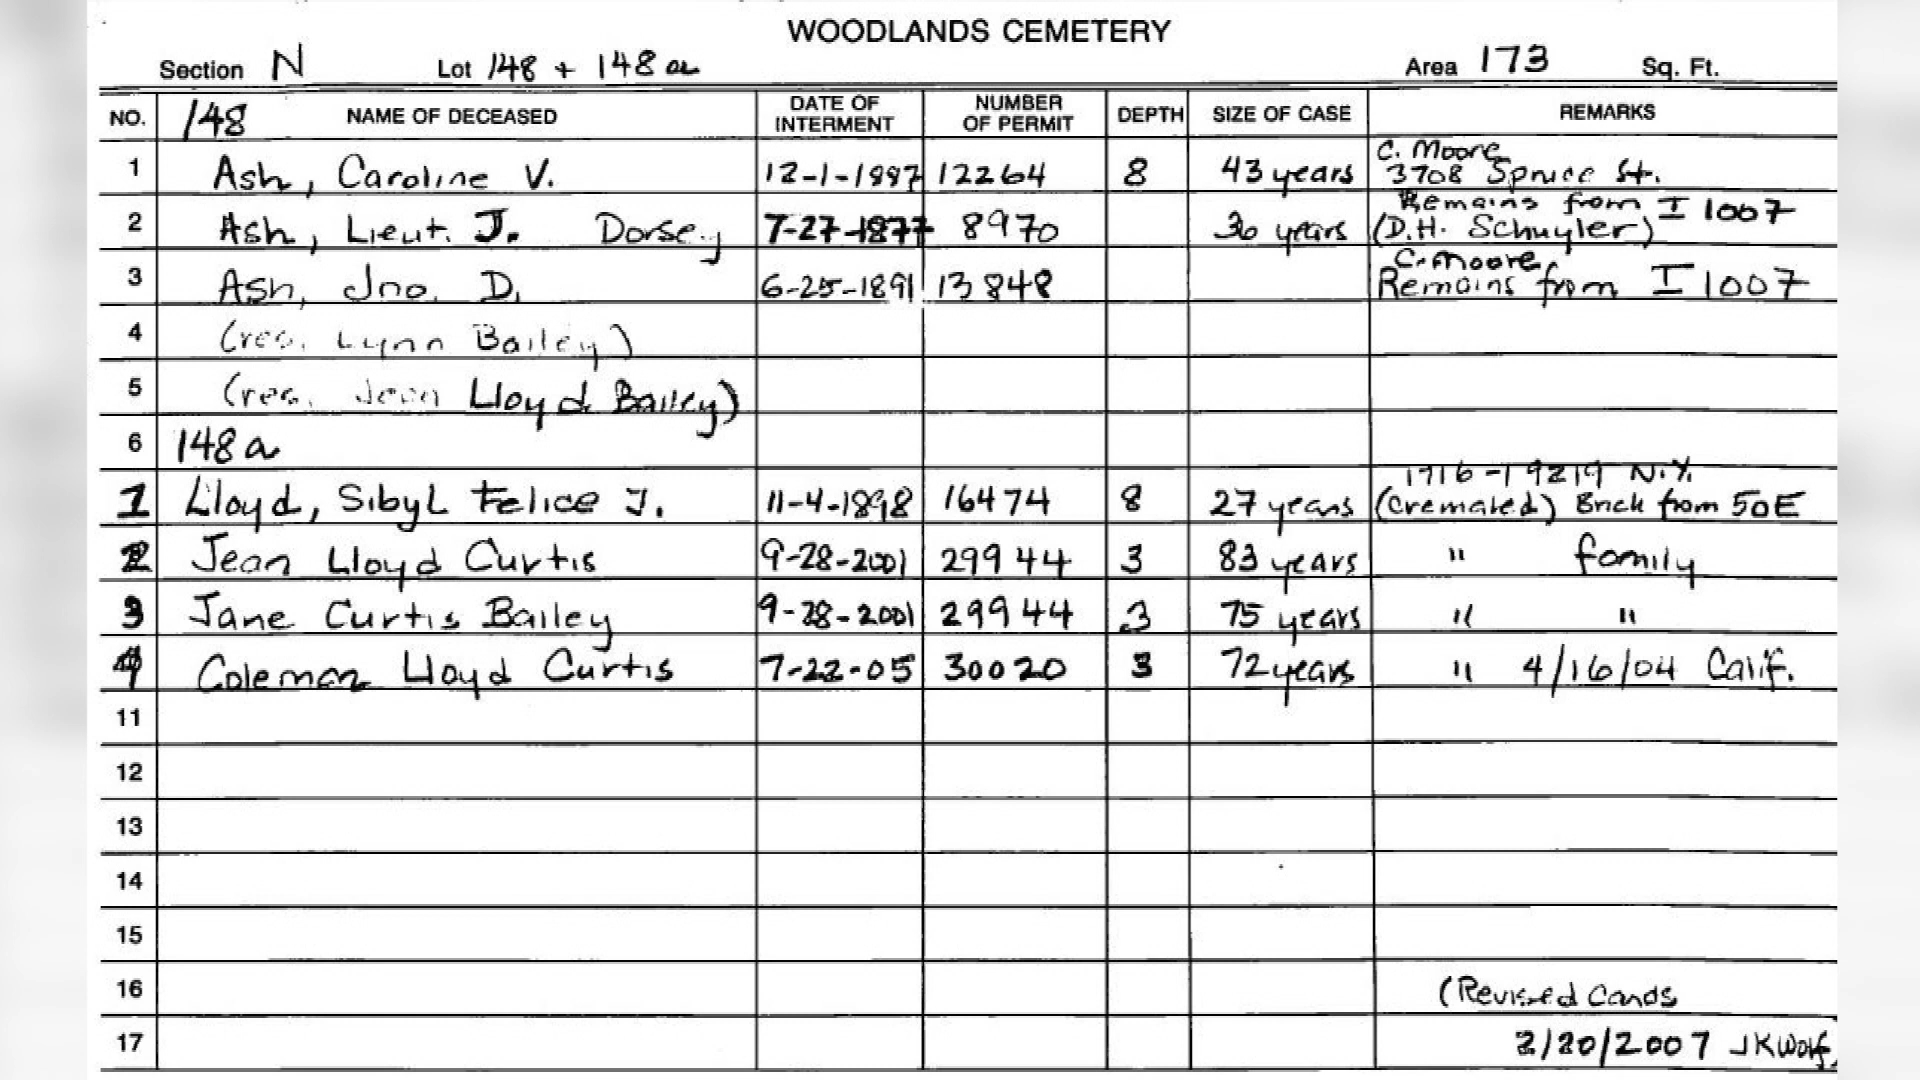 WOODLANDS CEMETERY
Section N Lot 148 + 148a Area 173 Sq. Ft.
NO. 148 NAME OF DECEASED DATE OF INTERMENT NUMBER OF PERMIT DEPTH SIZE OF CASE REMARKS
1 Ash, Caroline V. 12-1-1887 12264 8 43 years C. Moore 3708 Spruce St.
2 Ash, Lieut. J. Dorsey 7-27-1877 8970 36 years Remains from I 1007 (D.H. Schuyler)
3 Ash, Jno. D. 6-25-1891 13848 C. Moore, Remains from I 1007
4 (res. Lynn Bailey)
5 (res. Jean Lloyd Bailey)
6 148a
1 Lloyd, Sibyl Felice J. 11-4-1898 16474 8 27 years N.Y. (Cremated) Brick from 50E
2 Jean Lloyd Curtis 9-28-2001 29944 3 83 years " family
3 Jane Curtis Bailey 9-28-2001 29944 3 75 years " "
4 Coleman Lloyd Curtis 7-22-05 30020 3 72 years " 4/16/04 Calif.
11
12
13
14
15
16 (Revised Cards
17 2/20/2007 JKWolf